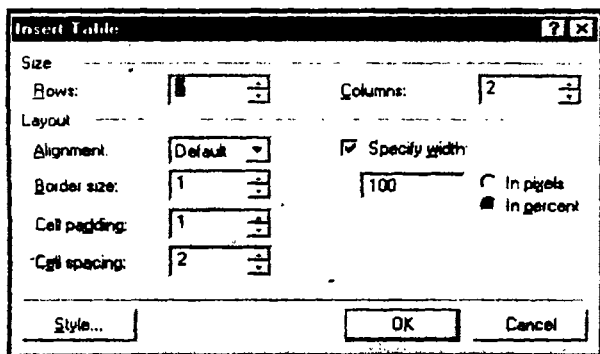 Insert Table
Size
Rows: Columns: 2
Layout
Alignment: Default Specify width:
Border size: 1 100 In pixels
In percent
Cell padding: 1
Cell spacing: 2
Style... OK Cancel